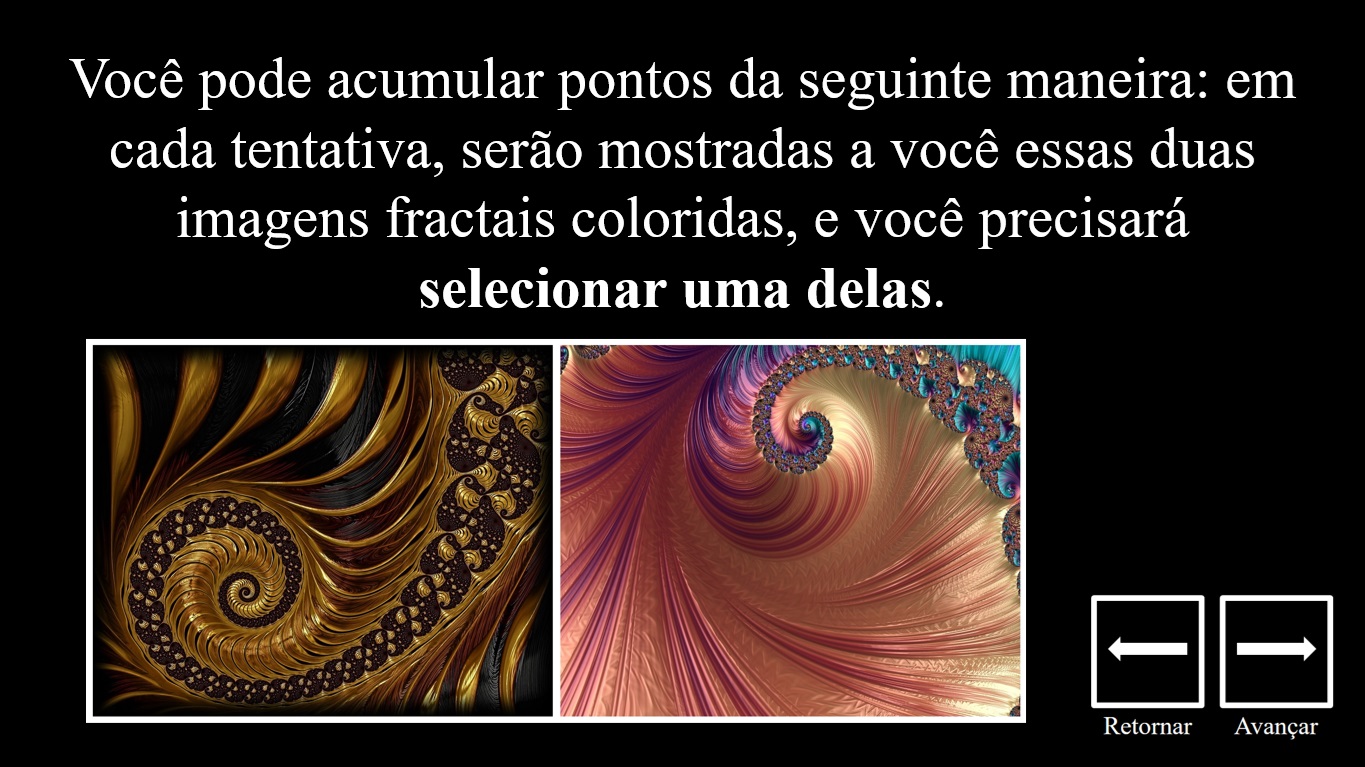 Você pode acumular pontos da seguinte maneira: em
cada tentativa, serão mostradas a você essas duas
imagens fractais coloridas, e você precisará
selecionar uma delas.
Retornar
Avançar